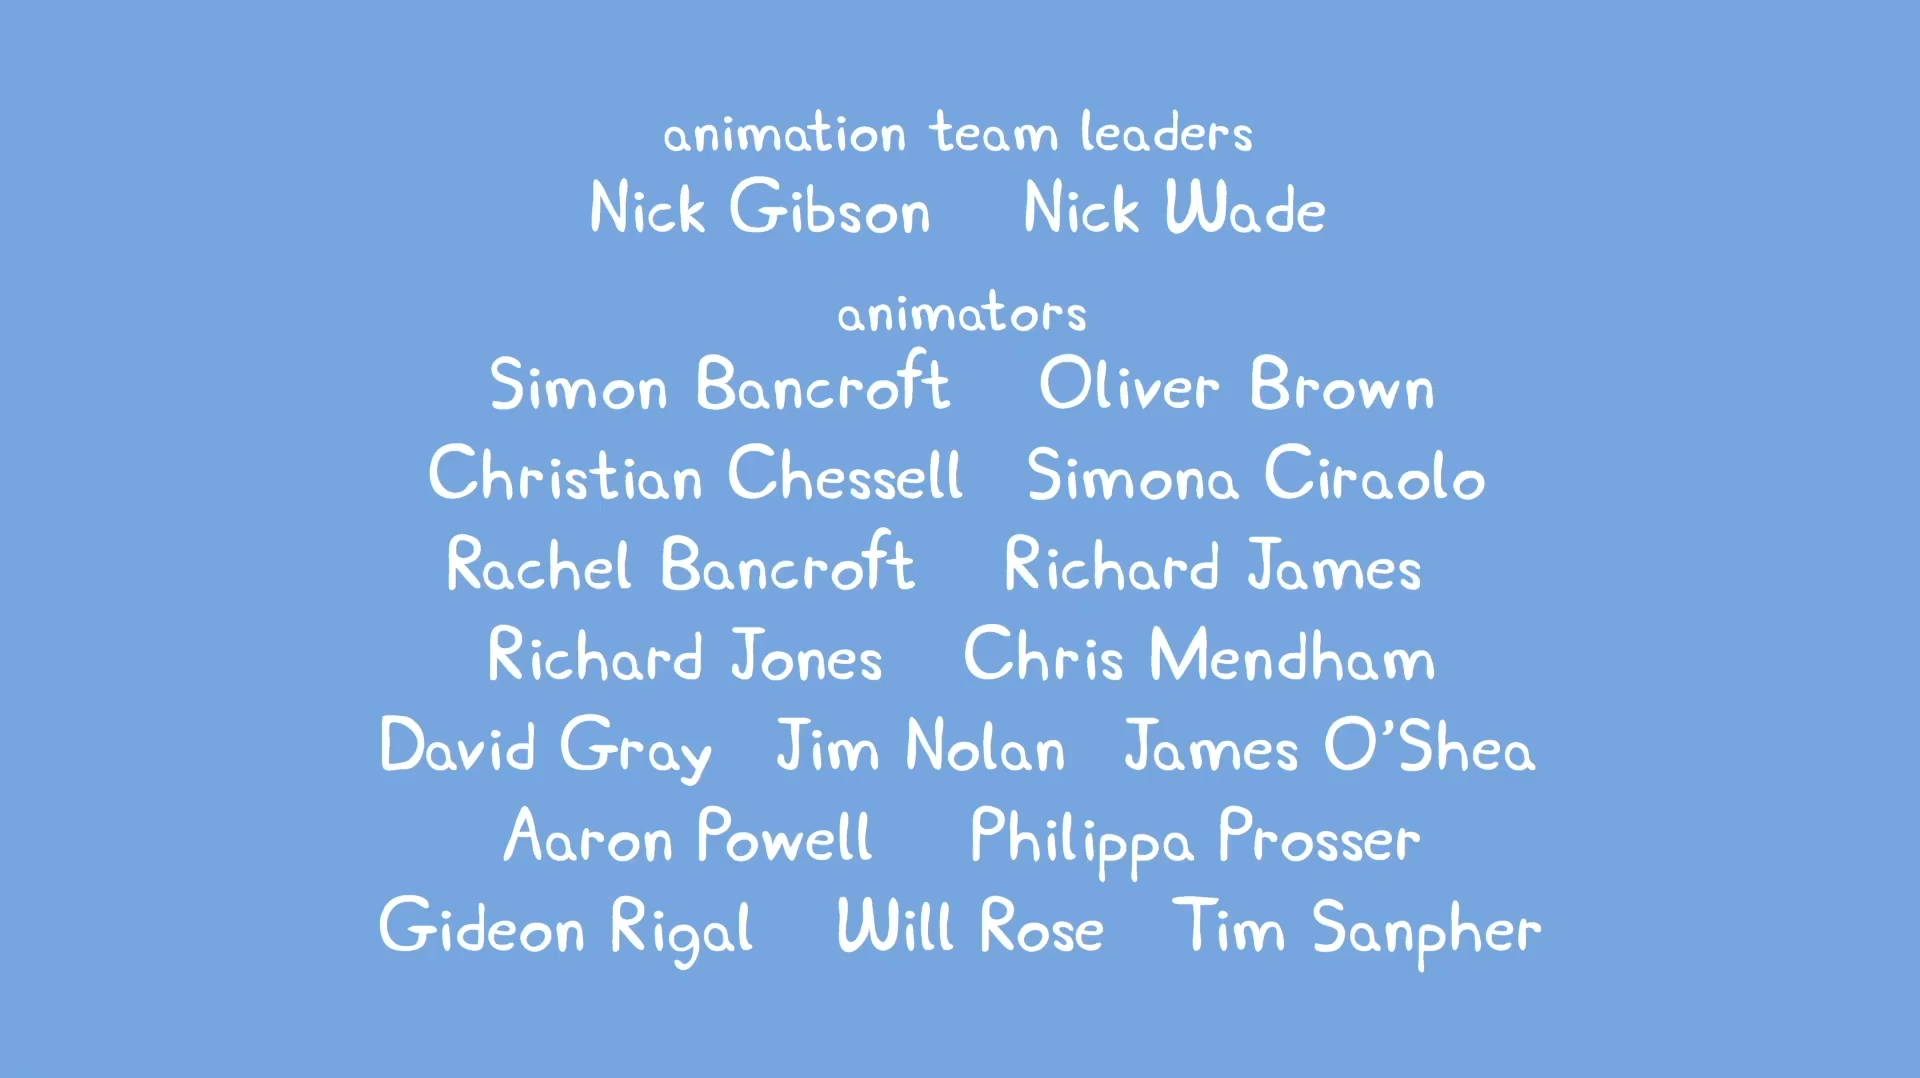 animation team leaders
Nick Gibson Nick Wade
animators
Simon Bancroft Oliver Brown
Christian Chessell Simona Ciraolo
Rachel Bancroft Richard James
Richard Jones Chris Mendham
David Gray Jim Nolan James O'Shea
Aaron Powell Philippa Prosser
Gideon Rigal Will Rose Tim Sanpher